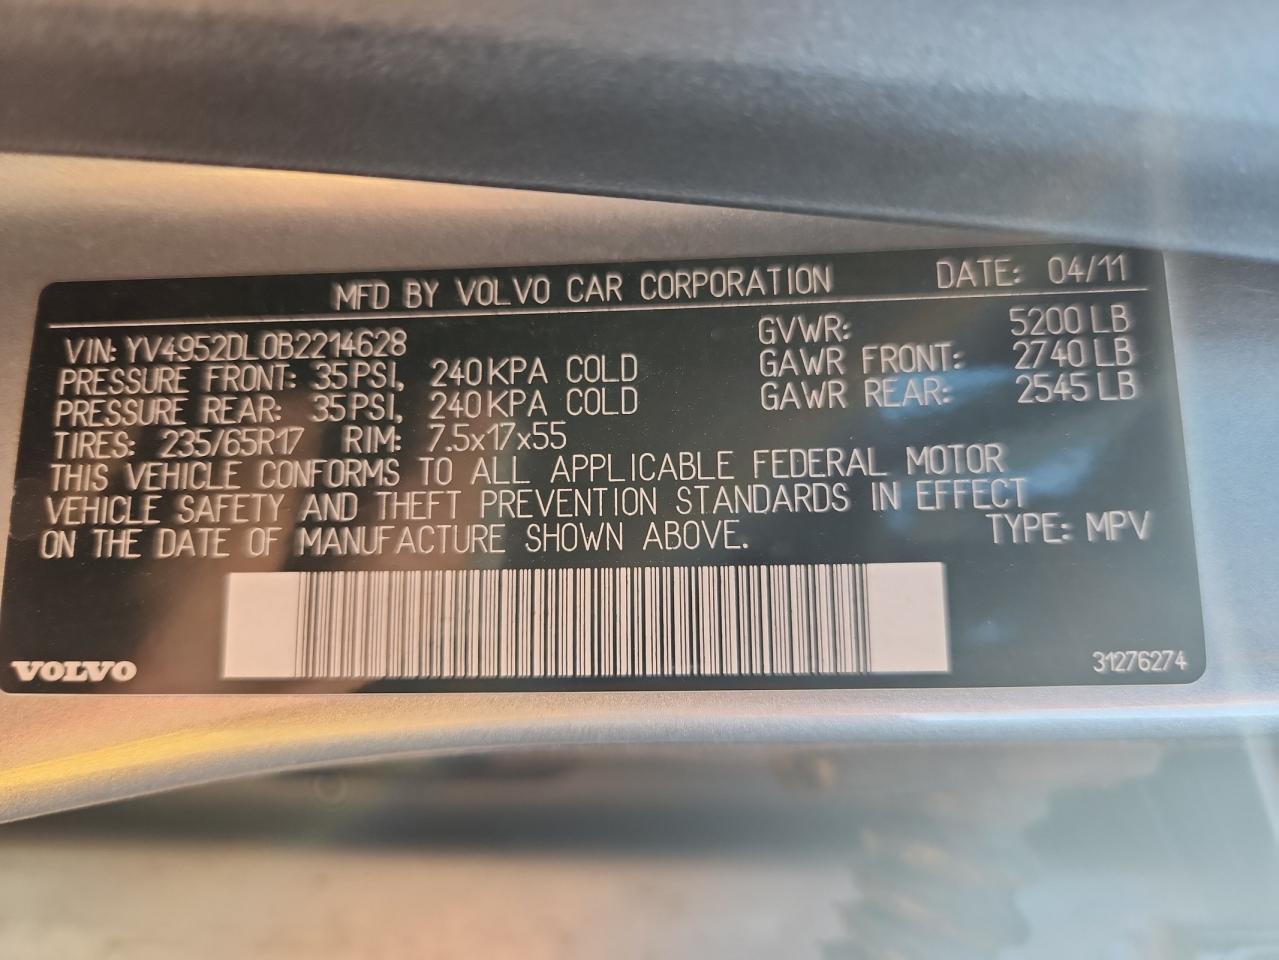 MFD BY VOLVO CAR CORPORATION DATE: 04/11
VIN: YV4952DL0B2214628 GVWR: 5200 LB
PRESSURE FRONT: 35 PSI, 240 KPA COLD GAWR FRONT: 2740 LB
PRESSURE REAR: 35 PSI, 240 KPA COLD GAWR REAR: 2545 LB
TIRES: 235/65R17 RIM: 7.5x17x55
THIS VEHICLE CONFORMS TO ALL APPLICABLE FEDERAL MOTOR
VEHICLE SAFETY AND THEFT PREVENTION STANDARDS IN EFFECT
ON THE DATE OF MANUFACTURE SHOWN ABOVE. TYPE: MPV
VOLVO 31276274